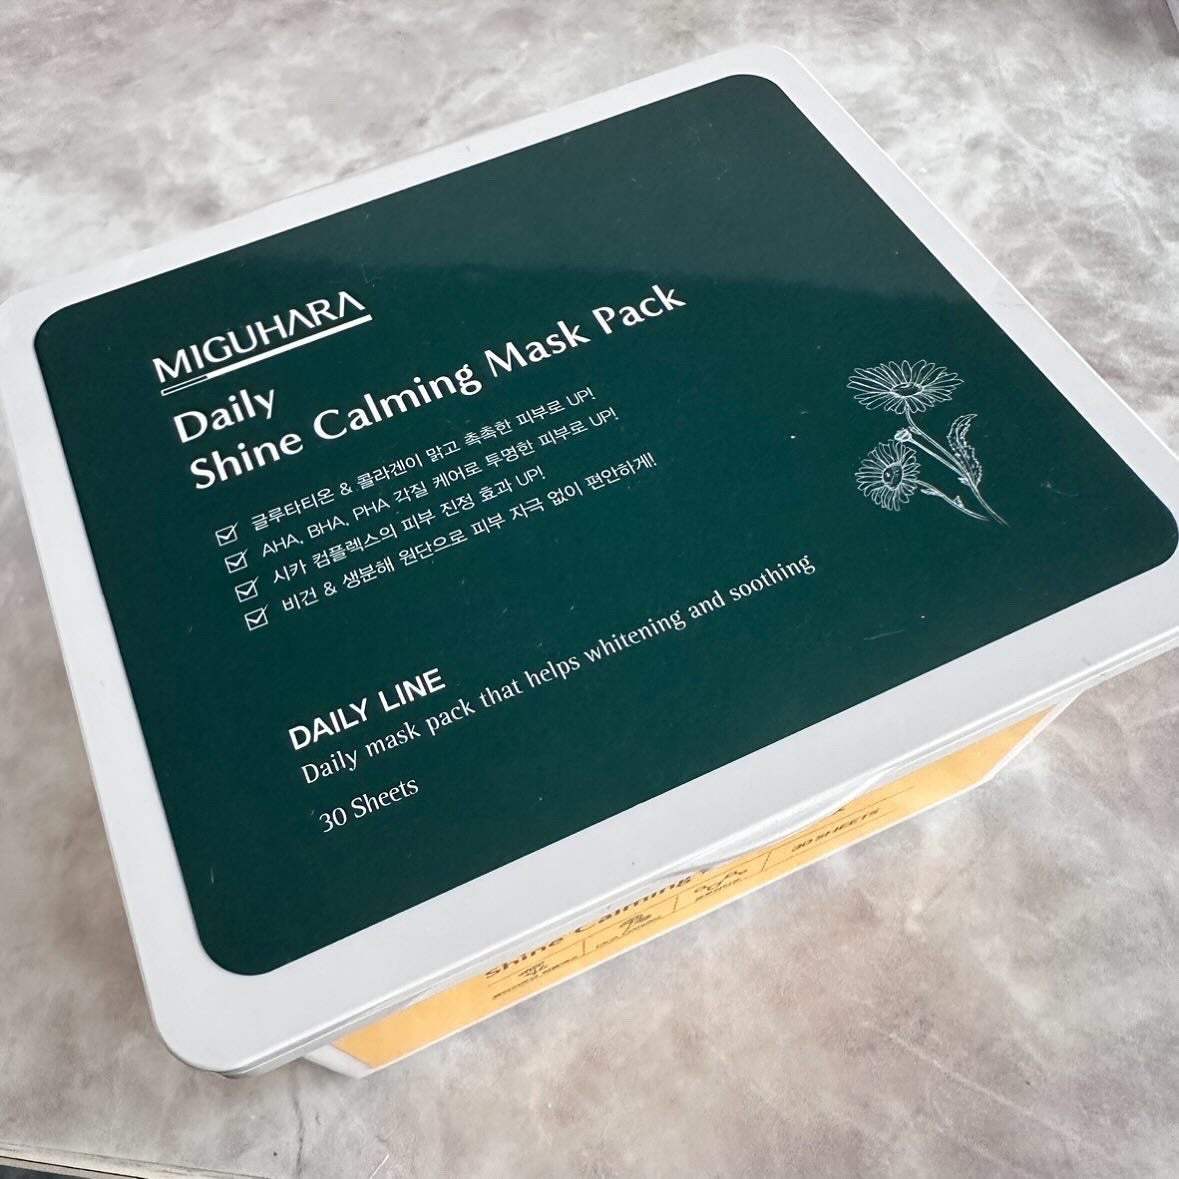 MIGUHARA
Daily
Shine Calming Mask Pack
글루타티온 & 콜라겐이 맑고 촉촉한 피부로 UP!
AHA, BHA, PHA 각질 케어로 투명한 피부로 UP!
시카 컴플렉스의 피부 진정 효과 UP!
비건 & 생분해 원단으로 피부 자극 없이 편안하게!
DAILY LINE
Daily mask pack that helps whitening and soothing
30 Sheets
Shine Calming
30 SHEETS